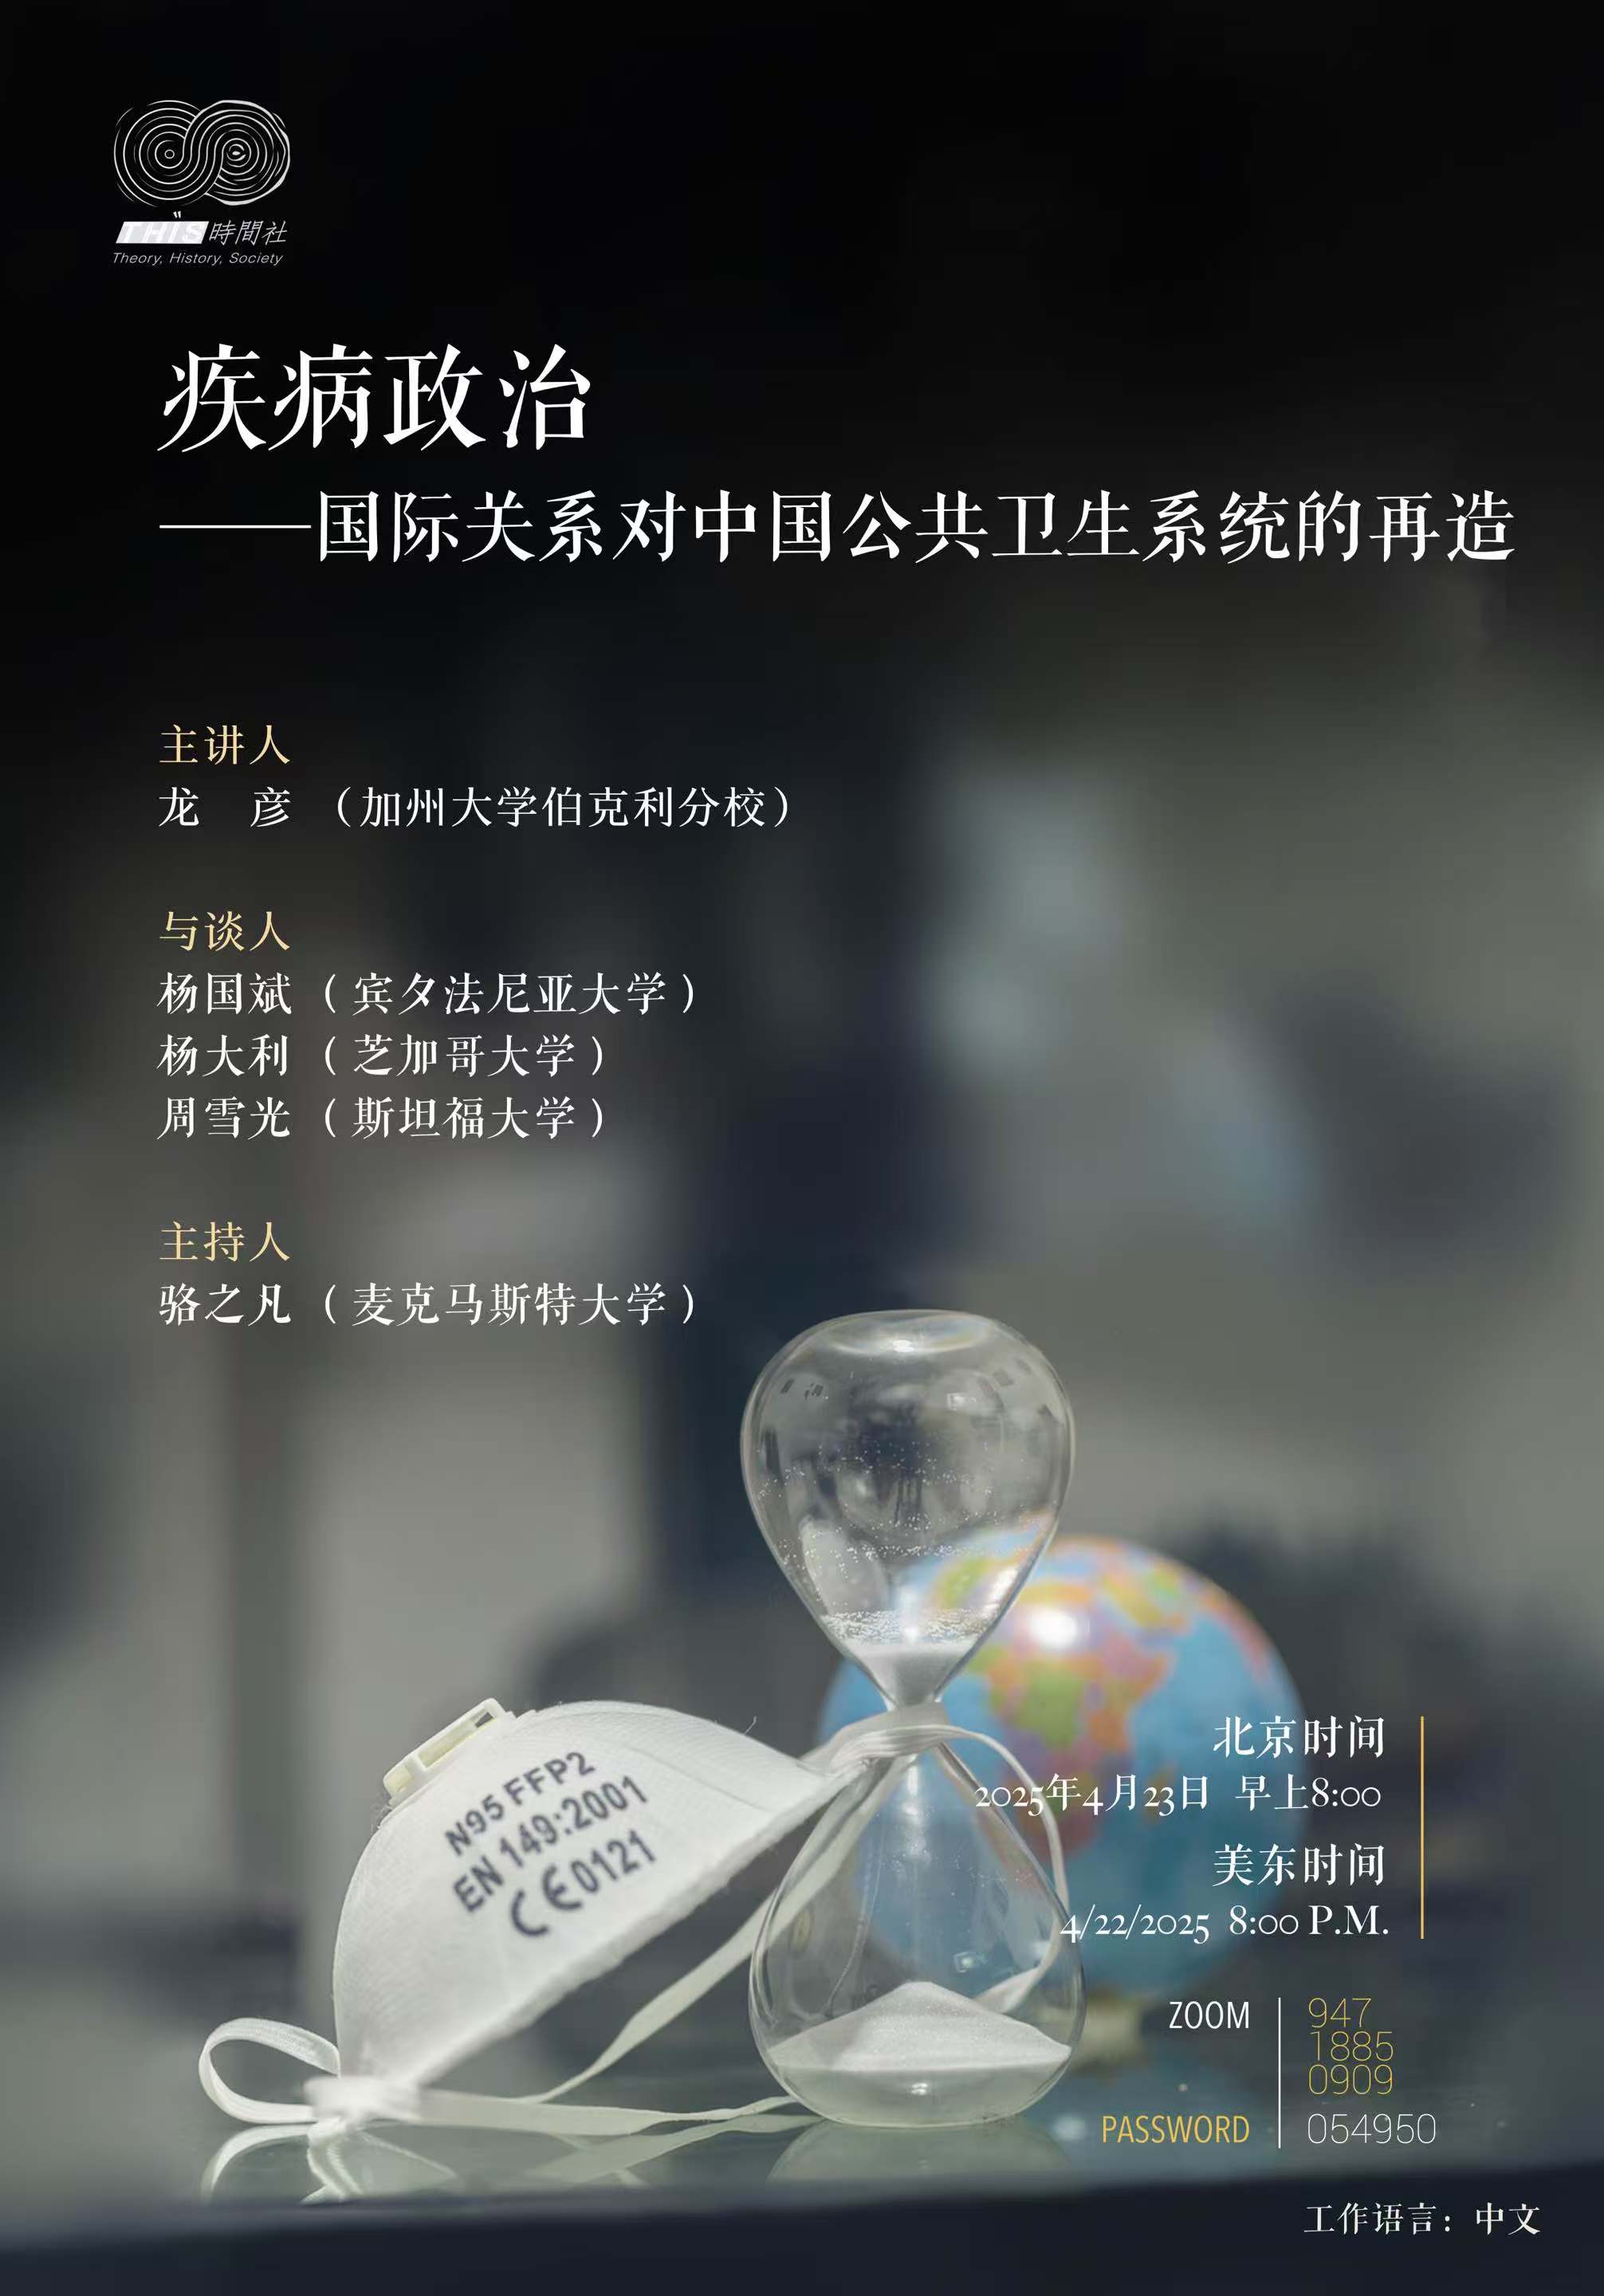 THiS時間社
Theory, History, Society
疾病政治
——国际关系对中国公共卫生系统的再造
主讲人
龙 彦 （加州大学伯克利分校）
与谈人
杨国斌 （宾夕法尼亚大学）
杨大利 （芝加哥大学）
周雪光 （斯坦福大学）
主持人
骆之凡 （麦克马斯特大学）
N95 FFP2
EN 149:2001
CE0121
北京时间
2025年4月23日 早上8:00
美东时间
4/22/2025 8:00 P.M.
ZOOM
947
1885
0909
PASSWORD 054950
工作语言：中文